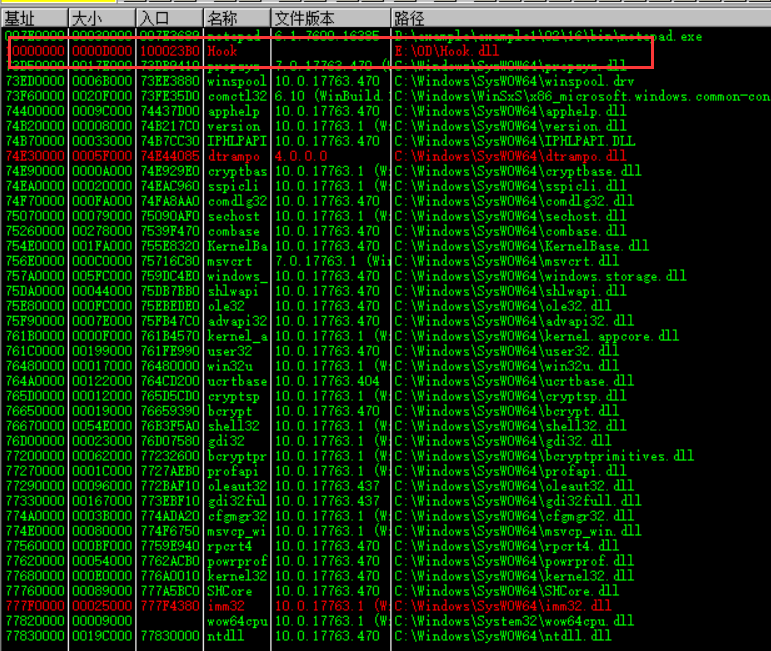 基址 大小 入口 名称 文件版本 路径
007E0000 00030000 007E3689 notepad 6.1.7600.16385 D:\example\example1\02\16\bin\notepad.exe
10000000 0000D000 100023B0 Hook E:\OD\Hook.dll
propsys 7.0.17763.470 C:\Windows\SysWOW64\propsys.dll
73ED0000 0006B000 73EE3880 winspool 10.0.17763.470 C:\Windows\SysWOW64\winspool.drv
73F60000 0020F000 73FE35D0 comctl32 6.10 (WinBuild. C:\Windows\WinSxS\x86_microsoft.windows.common-con
74400000 0009C000 74437D00 apphelp 10.0.17763.470 C:\Windows\SysWOW64\apphelp.dll
74B20000 00008000 74B217C0 version 10.0.17763.1 (W: C:\Windows\SysWOW64\version.dll
74B70000 00033000 74B7CC30 IPHLPAPI 10.0.17763.470 C:\Windows\SysWOW64\IPHLPAPI.DLL
74E30000 0005F000 74E44085 dtrampo 4.0.0.0 C:\Windows\SysWOW64\dtrampo.dll
74E90000 0000A000 74E929E0 cryptbas 10.0.17763.1 (W: C:\Windows\SysWOW64\cryptbase.dll
74EA0000 00020000 74EAC960 sspicli 10.0.17763.1 (W: C:\Windows\SysWOW64\sspicli.dll
74F70000 000FA000 74FA8AA0 comdlg32 10.0.17763.470 C:\Windows\SysWOW64\comdlg32.dll
75070000 00079000 75090AF0 sechost 10.0.17763.1 (W: C:\Windows\SysWOW64\sechost.dll
75260000 00278000 7539F470 combase 10.0.17763.470 C:\Windows\SysWOW64\combase.dll
754E0000 001FA000 755E8320 KernelBa 10.0.17763.470 C:\Windows\SysWOW64\KernelBase.dll
756E0000 000C0000 75716C80 msvcrt 7.0.17763.1 (Wi C:\Windows\SysWOW64\msvcrt.dll
757A0000 005FC000 759DC4E0 windows_ 10.0.17763.470 C:\Windows\SysWOW64\windows.storage.dll
75DA0000 00044000 75DB7BB0 shlwapi 10.0.17763.470 C:\Windows\SysWOW64\shlwapi.dll
75E80000 000FC000 75EBEDE0 ole32 10.0.17763.470 C:\Windows\SysWOW64\ole32.dll
75F90000 0007E000 75FB47C0 advapi32 10.0.17763.470 C:\Windows\SysWOW64\advapi32.dll
761B0000 0000F000 761B4570 kernel_a 10.0.17763.1 (W: C:\Windows\SysWOW64\kernel.appcore.dll
761C0000 00199000 761FE990 user32 10.0.17763.470 C:\Windows\SysWOW64\user32.dll
76480000 00017000 76480000 win32u 10.0.17763.1 (W: C:\Windows\SysWOW64\win32u.dll
764A0000 00122000 764CD200 ucrtbase 10.0.17763.404 C:\Windows\SysWOW64\ucrtbase.dll
765D0000 00012000 765D5CD0 cryptsp 10.0.17763.1 (W: C:\Windows\SysWOW64\cryptsp.dll
76650000 00019000 76659390 bcrypt 10.0.17763.470 C:\Windows\SysWOW64\bcrypt.dll
76670000 0054E000 76B3F5A0 shell32 10.0.17763.1 (W: C:\Windows\SysWOW64\shell32.dll
76D00000 00023000 76D07580 gdi32 10.0.17763.1 (W: C:\Windows\SysWOW64\gdi32.dll
77200000 00062000 77232600 bcryptpr 10.0.17763.1 (W: C:\Windows\SysWOW64\bcryptprimitives.dll
77270000 0001C000 7727AEB0 profapi 10.0.17763.1 (W: C:\Windows\SysWOW64\profapi.dll
77290000 00096000 772BAF10 oleaut32 10.0.17763.437 C:\Windows\SysWOW64\oleaut32.dll
77330000 00167000 773EBF10 gdi32ful 10.0.17763.437 C:\Windows\SysWOW64\gdi32full.dll
774A0000 0003B000 774ADA20 cfgmgr32 10.0.17763.1 (W: C:\Windows\SysWOW64\cfgmgr32.dll
774E0000 00080000 774F6750 msvcp_wi 10.0.17763.1 (W: C:\Windows\SysWOW64\msvcp_win.dll
77560000 000BF000 7759E940 rpcrt4 10.0.17763.470 C:\Windows\SysWOW64\rpcrt4.dll
77620000 00054000 7762ACB0 powrprof 10.0.17763.470 C:\Windows\SysWOW64\powrprof.dll
77680000 000E0000 776A0010 kernel32 10.0.17763.470 C:\Windows\SysWOW64\kernel32.dll
77760000 00089000 777A5BC0 SHCore 10.0.17763.470 C:\Windows\SysWOW64\SHCore.dll
777F0000 00025000 777F4380 imm32 10.0.17763.1 (W: C:\Windows\SysWOW64\imm32.dll
77820000 00009000 wow64cpu 10.0.17763.1 (W: C:\Windows\System32\wow64cpu.dll
77830000 0019C000 77830000 ntdll 10.0.17763.470 C:\Windows\SysWOW64\ntdll.dll